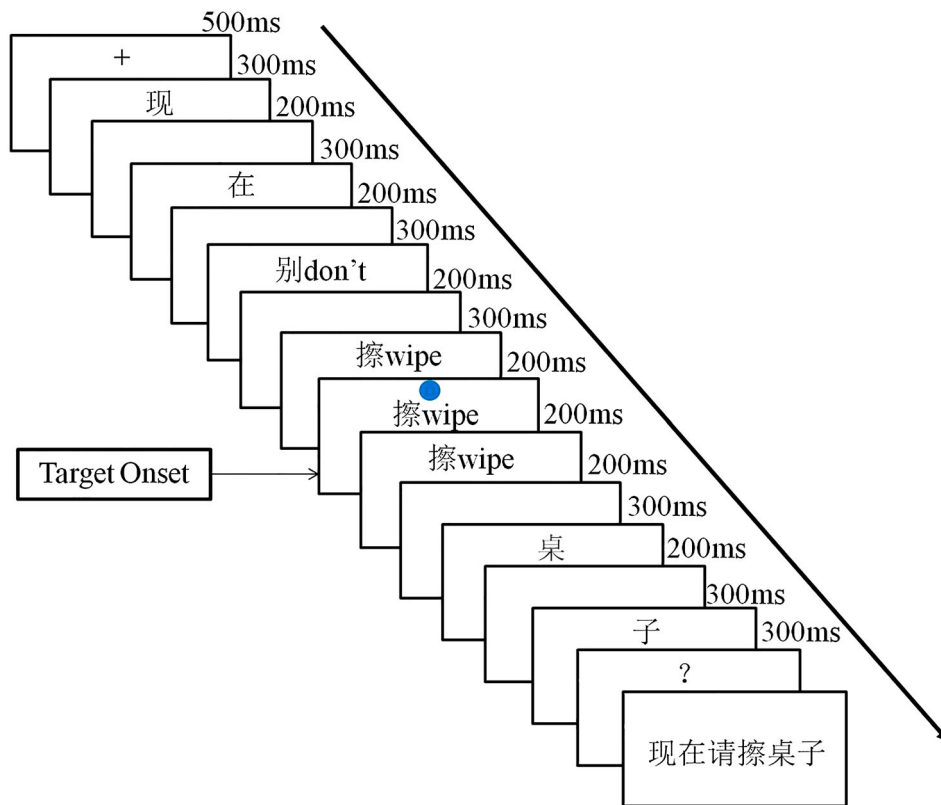 500ms
+
300ms
现
200ms
300ms
在
200ms
300ms
别don't
200ms
300ms
擦wipe
200ms
擦wipe
200ms
擦wipe
Target Onset
200ms
300ms
桌
200ms
300ms
子
300ms
?
现在请擦桌子